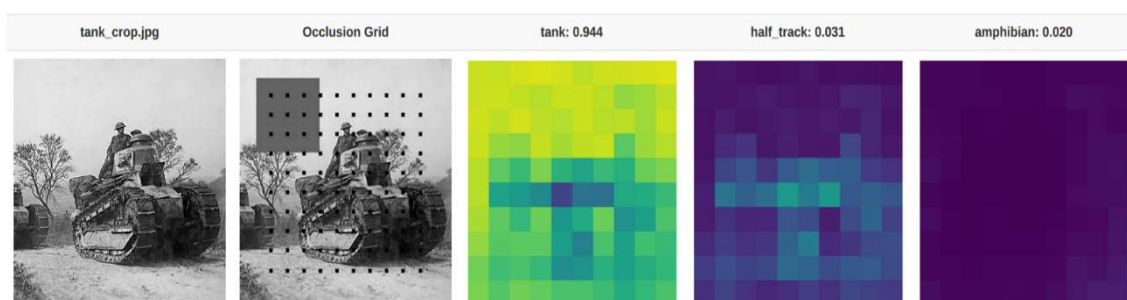 tank_crop.jpg
Occlusion Grid
tank: 0.944
half_track: 0.031
amphibian: 0.020